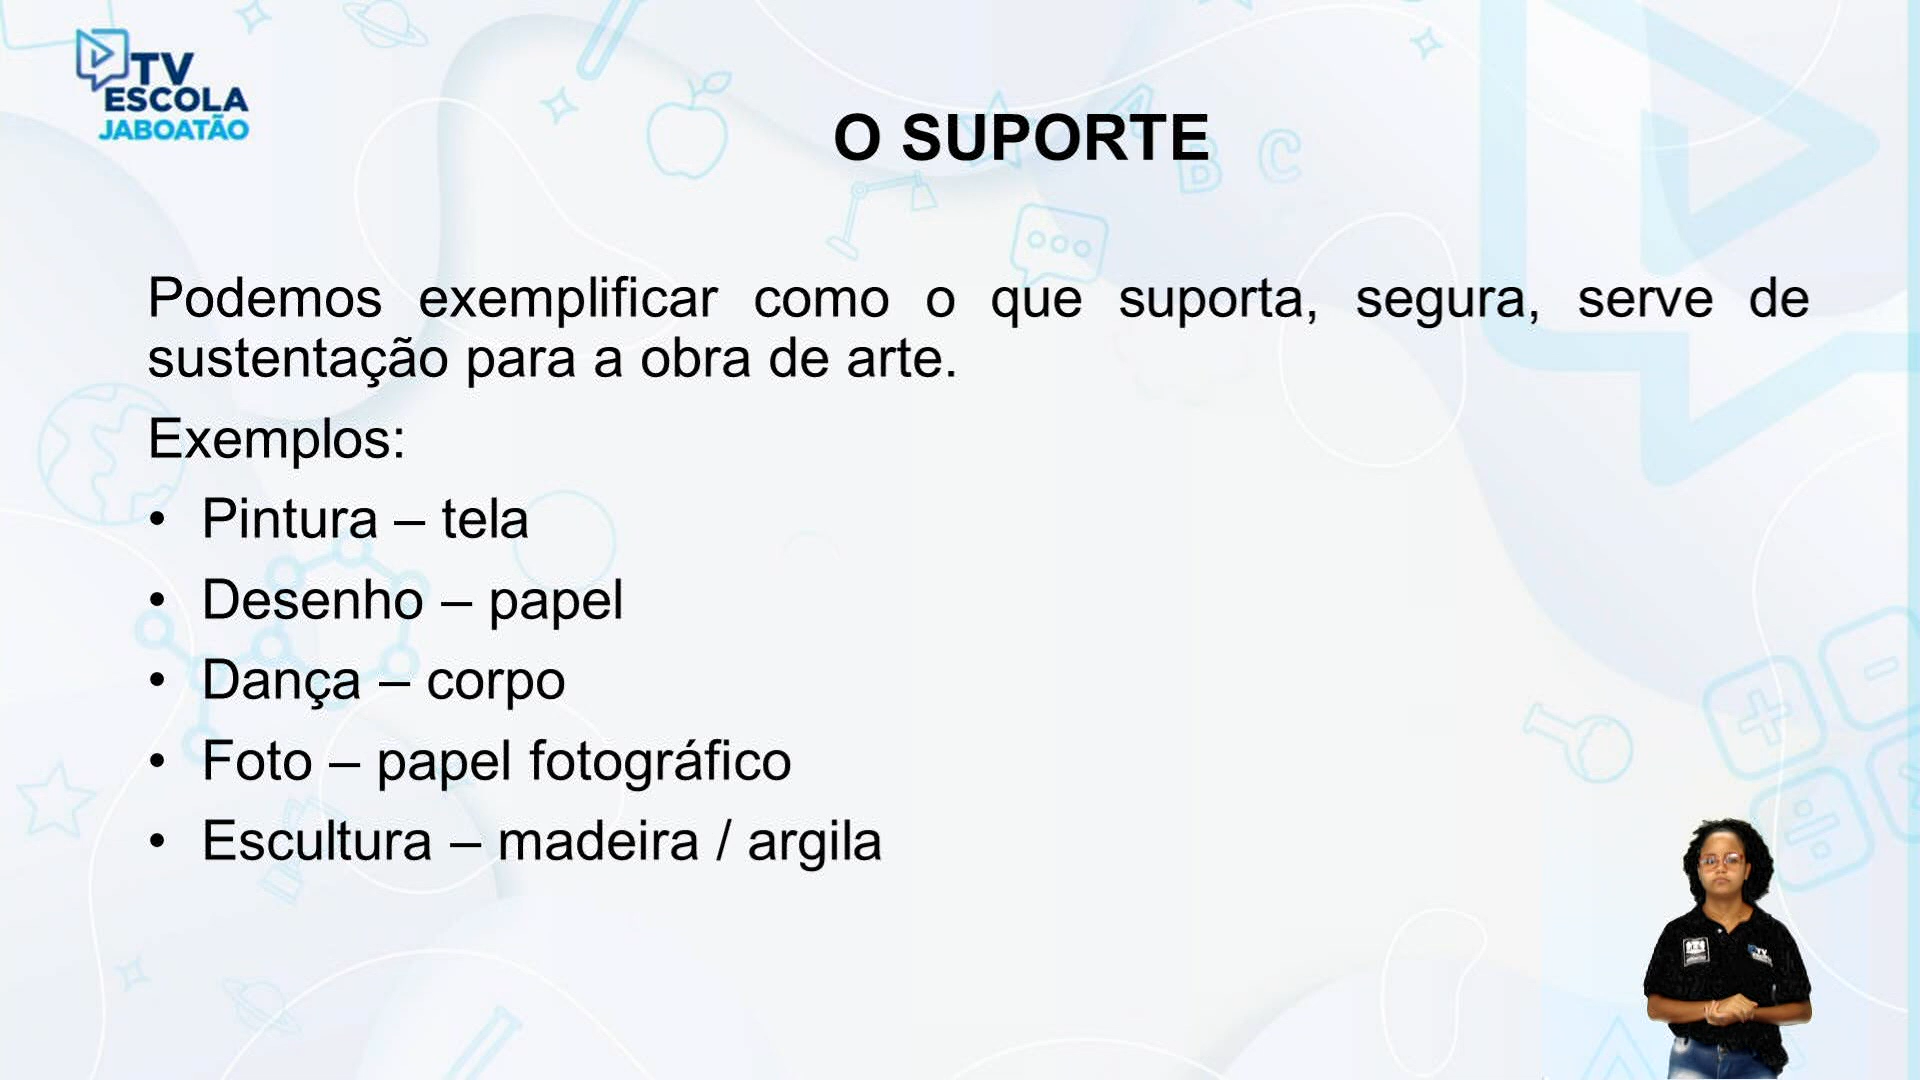 TV
ESCOLA
JABOATÃO
O SUPORTE
Podemos exemplificar como o que suporta, segura, serve de
sustentação para a obra de arte.
Exemplos:
• Pintura – tela
• Desenho – papel
• Dança – corpo
• Foto – papel fotográfico
• Escultura – madeira / argila
A
B
C